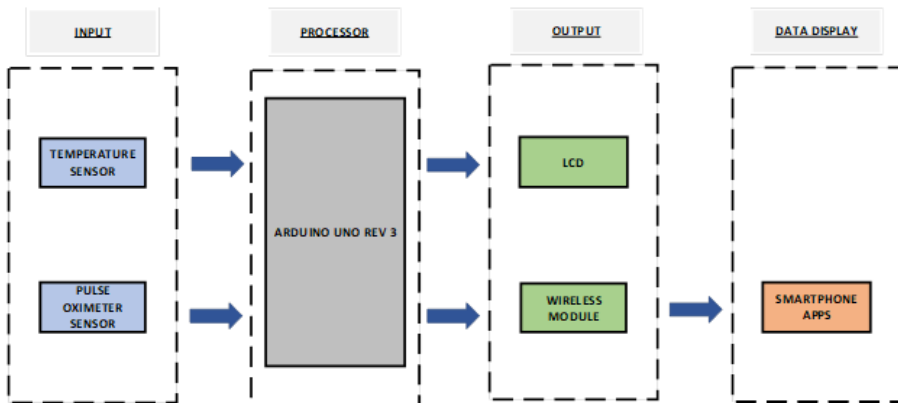 INPUT
PROCESSOR
OUTPUT
DATA DISPLAY
TEMPERATURE
SENSOR
LCD
ARDUINO UNO REV 3
PULSE
OXIMETER
SENSOR
WIRELESS
MODULE
SMARTPHONE
APPS